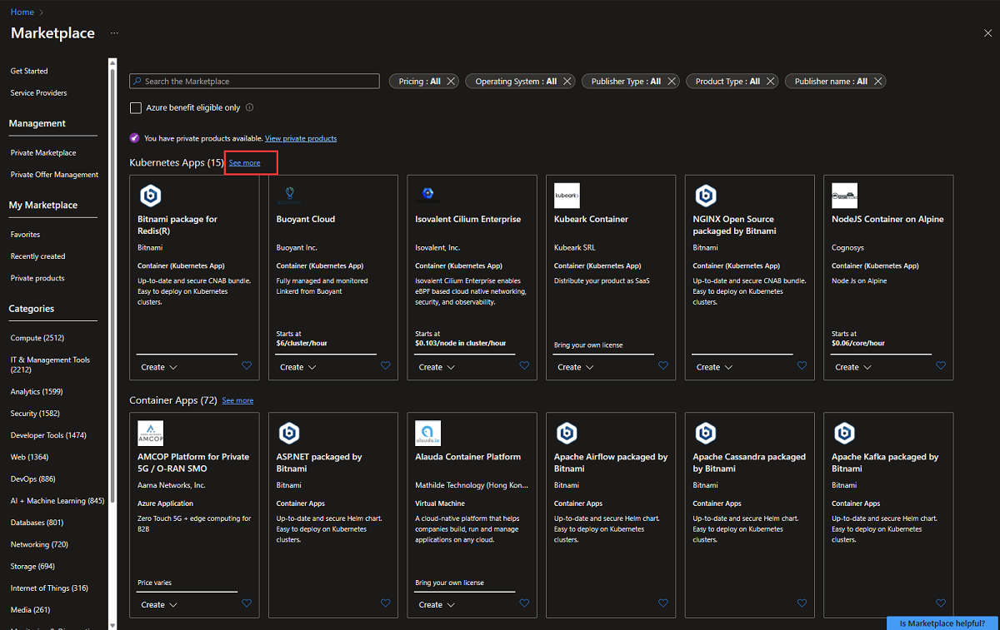 Home
Marketplace
Get Started
Service Providers
Management
Private Marketplace
Private Offer Management
My Marketplace
Favorites
Recently created
Private products
Categories
Compute (2512)
IT & Management Tools
(2212)
Analytics (1599)
Security (1582)
Developer Tools (1474)
Web (1364)
DevOps (886)
AI + Machine Learning (845)
Databases (801)
Networking (720)
Storage (694)
Internet of Things (316)
Media (261)
Search the Marketplace
Pricing : All
Operating System : All
Publisher Type : All
Product Type : All
Publisher name : All
Azure benefit eligible only
You have private products available. View private products
Kubernetes Apps (15) See more
Bitnami package for
Redis(R)
Bitnami
Container (Kubernetes App)
Up-to-date and secure CNAB bundle.
Easy to deploy on Kubernetes
clusters.
Create
Buoyant Cloud
Buoyant Inc.
Container (Kubernetes App)
Fully managed and monitored
Linkerd from Buoyant
Starts at
$6/cluster/hour
Create
Isovalent Cilium Enterprise
Isovalent, Inc.
Container (Kubernetes App)
Isovalent Cilium Enterprise enables
eBPF based cloud native networking,
security, and observability.
Starts at
$0.103/node in cluster/hour
Create
kubeark
Kubeark Container
Kubeark SRL
Container (Kubernetes App)
Distribute your product as SaaS
Bring your own license
Create
NGINX Open Source
packaged by Bitnami
Bitnami
Container (Kubernetes App)
Up-to-date and secure CNAB bundle.
Easy to deploy on Kubernetes
clusters.
Create
NodeJS Container on Alpine
Cognosys
Container (Kubernetes App)
Node Js on Alpine
Starts at
$0.06/core/hour
Create
Container Apps (72) See more
AMCOP
AMCOP Platform for Private
5G / O-RAN SMO
Aarna Networks, Inc.
Azure Application
Zero Touch 5G + edge computing for
B2B
Price varies
Create
ASP.NET packaged by
Bitnami
Bitnami
Container Apps
Up-to-date and secure Helm chart.
Easy to deploy on Kubernetes
clusters.
alauda.io
Alauda Container Platform
Mathilde Technology (Hong Kon...
Virtual Machine
A cloud-native platform that helps
companies build, run and manage
applications on any cloud.
Bring your own license
Create
Apache Airflow packaged by
Bitnami
Bitnami
Container Apps
Up-to-date and secure Helm chart.
Easy to deploy on Kubernetes
clusters.
Apache Cassandra packaged
by Bitnami
Bitnami
Container Apps
Up-to-date and secure Helm chart.
Easy to deploy on Kubernetes
clusters.
Apache Kafka packaged by
Bitnami
Bitnami
Container Apps
Up-to-date and secure Helm chart.
Easy to deploy on Kubernetes
clusters.
Is Marketplace helpful?